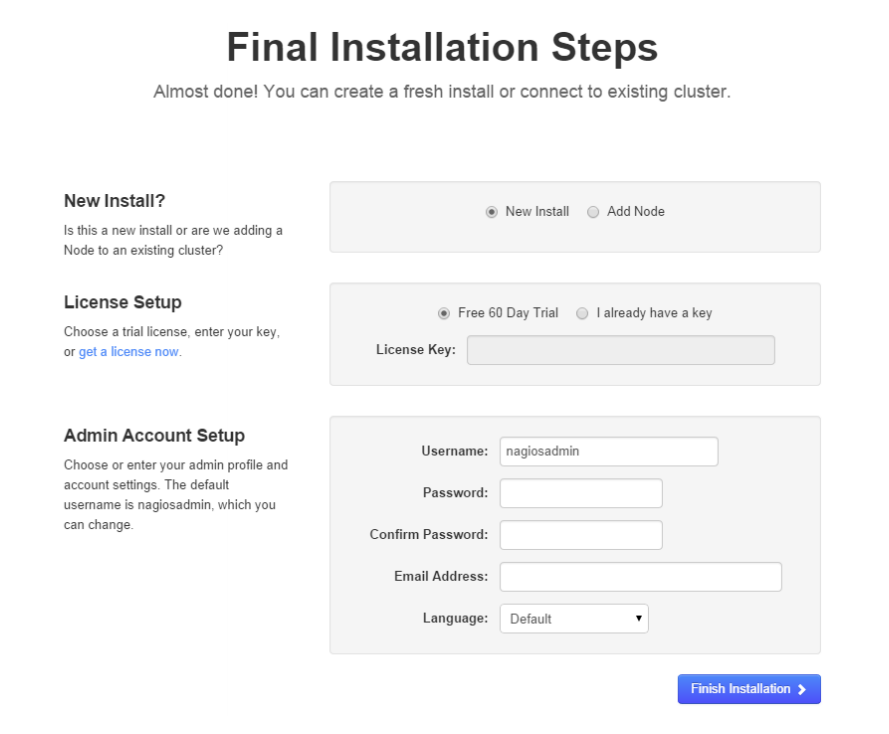 Final Installation Steps
Almost done! You can create a fresh install or connect to existing cluster.
New Install?
Is this a new install or are we adding a
Node to an existing cluster?
New Install Add Node
License Setup
Choose a trial license, enter your key,
or get a license now.
Free 60 Day Trial I already have a key
License Key:
Admin Account Setup
Choose or enter your admin profile and
account settings. The default
username is nagiosadmin, which you
can change.
Username: nagiosadmin
Password:
Confirm Password:
Email Address:
Language: Default
Finish Installation